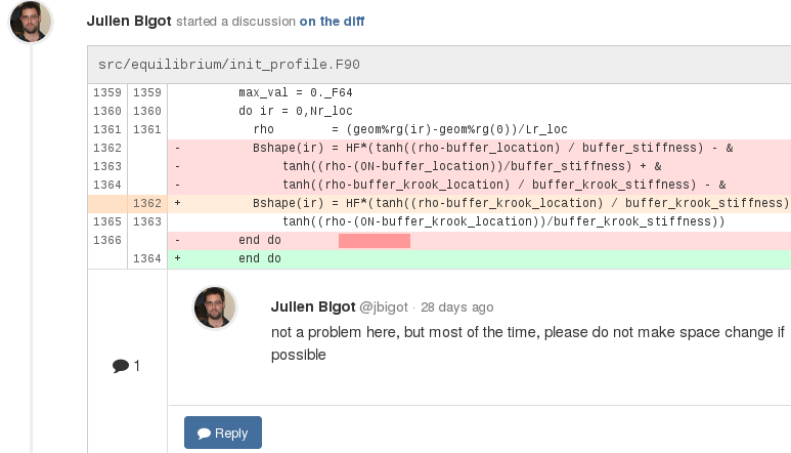 Julien Bigot started a discussion on the diff
src/equilibrium/init_profile.F90
1359 1359 max_val = 0._F64
1360 1360 do ir = 0,Nr_loc
1361 1361 rho = (geom%rg(ir)-geom%rg(0))/Lr_loc
1362 - Bshape(ir) = HF*(tanh((rho-buffer_location) / buffer_stiffness) - &
1363 - tanh((rho-(ON-buffer_location))/buffer_stiffness) + &
1364 - tanh((rho-buffer_krook_location) / buffer_krook_stiffness) - &
1362 + Bshape(ir) = HF*(tanh((rho-buffer_krook_location) / buffer_krook_stiffness)
1365 1363 tanh((rho-(ON-buffer_krook_location))/buffer_krook_stiffness))
1366 - end do
1364 + end do
Julien Bigot @jbigot · 28 days ago
not a problem here, but most of the time, please do not make space change if
possible
1
Reply